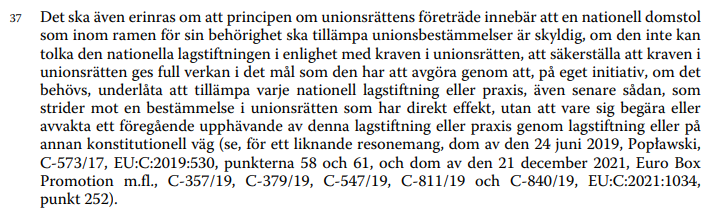 37 Det ska även erinras om att principen om unionsrättens företräde innebär att en nationell domstol
som inom ramen för sin behörighet ska tillämpa unionsbestämmelser är skyldig, om den inte kan
tolka den nationella lagstiftningen i enlighet med kraven i unionsrätten, att säkerställa att kraven i
unionsrätten ges full verkan i det mål som den har att avgöra genom att, på eget initiativ, om det
behövs, underlåta att tillämpa varje nationell lagstiftning eller praxis, även senare sådan, som
strider mot en bestämmelse i unionsrätten som har direkt effekt, utan att vare sig begära eller
avvakta ett föregående upphävande av denna lagstiftning eller praxis genom lagstiftning eller på
annan konstitutionell väg (se, för ett liknande resonemang, dom av den 24 juni 2019, Popławski,
C-573/17, EU:C:2019:530, punkterna 58 och 61, och dom av den 21 december 2021, Euro Box
Promotion m.fl., C-357/19, C-379/19, C-547/19, C-811/19 och C-840/19, EU:C:2021:1034,
punkt 252).